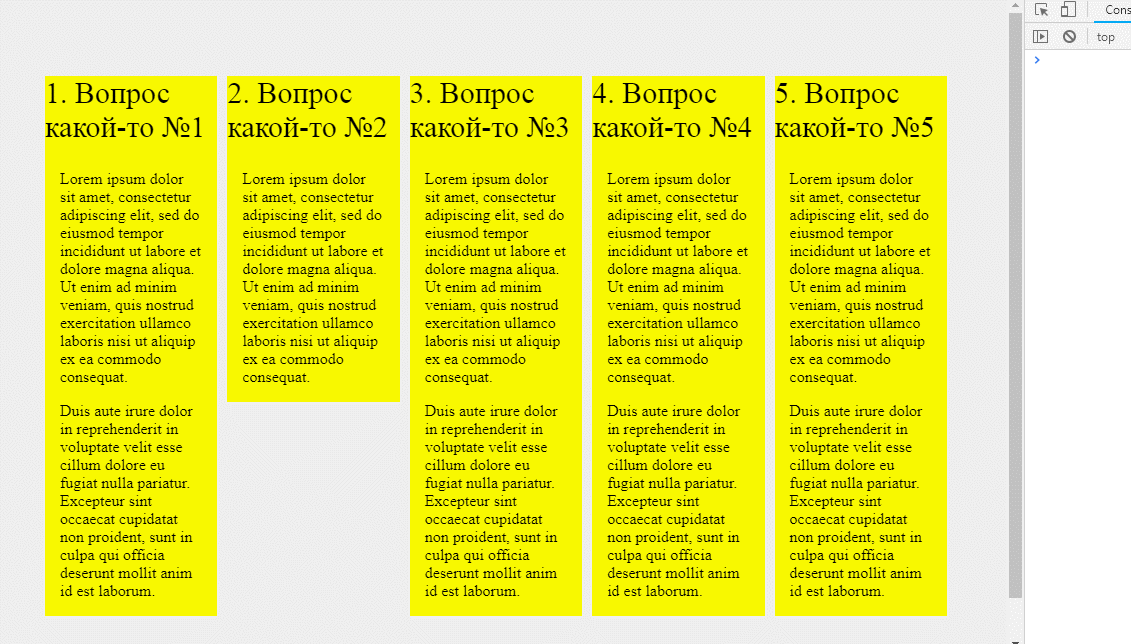 1. Вопрос
какой-то №1
Lorem ipsum dolor
sit amet, consectetur
adipiscing elit, sed do
eiusmod tempor
incididunt ut labore et
dolore magna aliqua.
Ut enim ad minim
veniam, quis nostrud
exercitation ullamco
laboris nisi ut aliquip
ex ea commodo
consequat.
Duis aute irure dolor
in reprehenderit in
voluptate velit esse
cillum dolore eu
fugiat nulla pariatur.
Excepteur sint
occaecat cupidatat
non proident, sunt in
culpa qui officia
deserunt mollit anim
id est laborum.
2. Вопрос
какой-то №2
Lorem ipsum dolor
sit amet, consectetur
adipiscing elit, sed do
eiusmod tempor
incididunt ut labore et
dolore magna aliqua.
Ut enim ad minim
veniam, quis nostrud
exercitation ullamco
laboris nisi ut aliquip
ex ea commodo
consequat.
3. Вопрос
какой-то №3
Lorem ipsum dolor
sit amet, consectetur
adipiscing elit, sed do
eiusmod tempor
incididunt ut labore et
dolore magna aliqua.
Ut enim ad minim
veniam, quis nostrud
exercitation ullamco
laboris nisi ut aliquip
ex ea commodo
consequat.
Duis aute irure dolor
in reprehenderit in
voluptate velit esse
cillum dolore eu
fugiat nulla pariatur.
Excepteur sint
occaecat cupidatat
non proident, sunt in
culpa qui officia
deserunt mollit anim
id est laborum.
4. Вопрос
какой-то №4
Lorem ipsum dolor
sit amet, consectetur
adipiscing elit, sed do
eiusmod tempor
incididunt ut labore et
dolore magna aliqua.
Ut enim ad minim
veniam, quis nostrud
exercitation ullamco
laboris nisi ut aliquip
ex ea commodo
consequat.
Duis aute irure dolor
in reprehenderit in
voluptate velit esse
cillum dolore eu
fugiat nulla pariatur.
Excepteur sint
occaecat cupidatat
non proident, sunt in
culpa qui officia
deserunt mollit anim
id est laborum.
5. Вопрос
какой-то №5
Lorem ipsum dolor
sit amet, consectetur
adipiscing elit, sed do
eiusmod tempor
incididunt ut labore et
dolore magna aliqua.
Ut enim ad minim
veniam, quis nostrud
exercitation ullamco
laboris nisi ut aliquip
ex ea commodo
consequat.
Duis aute irure dolor
in reprehenderit in
voluptate velit esse
cillum dolore eu
fugiat nulla pariatur.
Excepteur sint
occaecat cupidatat
non proident, sunt in
culpa qui officia
deserunt mollit anim
id est laborum.
Cons
top